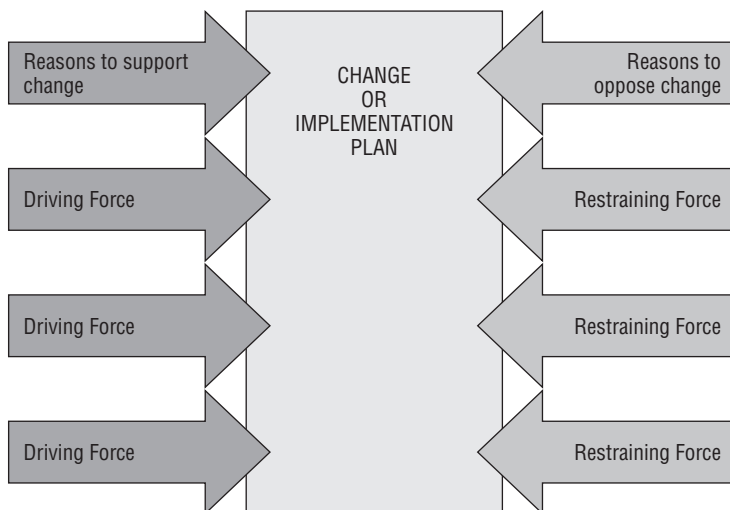 Reasons to support
change
CHANGE
OR
IMPLEMENTATION
PLAN
Reasons to
oppose change
Driving Force
Restraining Force
Driving Force
Restraining Force
Driving Force
Restraining Force